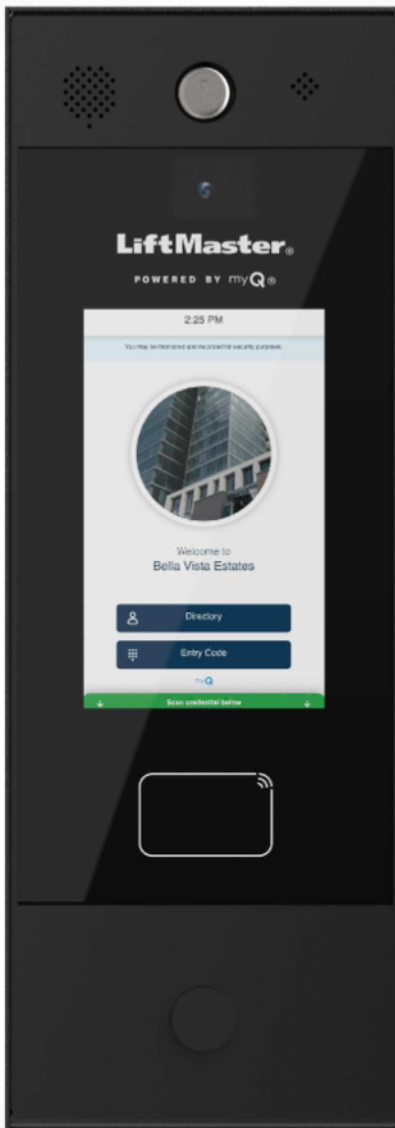 LiftMaster®
POWERED BY myQ®
2:25 PM
You may be monitored and recorded for security purposes.
Welcome to
Bella Vista Estates
Directory
Entry Code
myQ
Scan credential below